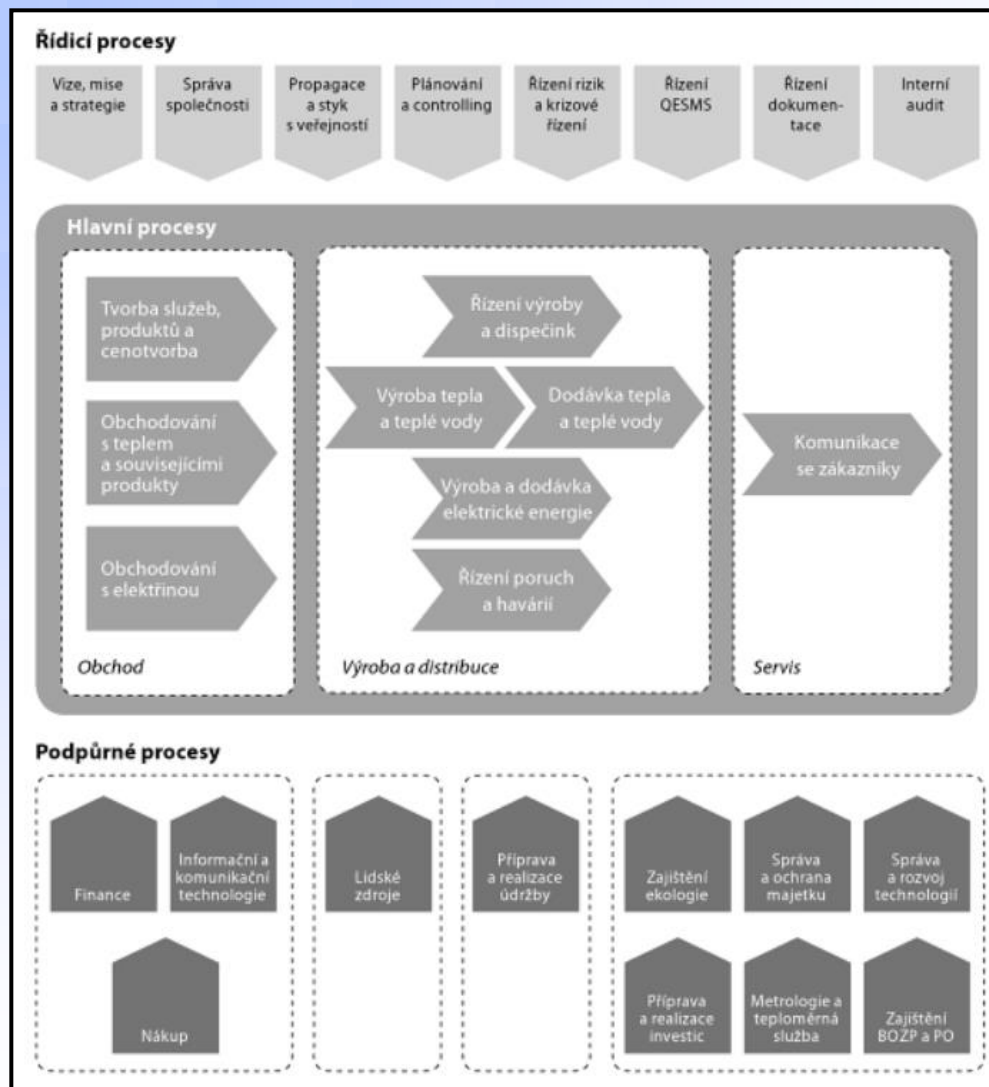 Řídicí procesy
Vize, mise
a strategie
Správa
společnosti
Propagace
a styk
s veřejností
Plánování
a controlling
Řízení rizik
a krizové
řízení
Řízení
QESMS
Řízení
dokumen-
tace
Interní
audit
Hlavní procesy
Tvorba služeb,
produktů a
cenotvorba
Obchodování
s teplem
a souvisejícími
produkty
Obchodování
s elektřinou
Obchod
Řízení výroby
a dispečink
Výroba tepla
a teplé vody
Dodávka tepla
a teplé vody
Výroba a dodávka
elektrické energie
Řízení poruch
a havárií
Výroba a distribuce
Komunikace
se zákazníky
Servis
Podpůrné procesy
Finance
Informační a
komunikační
technologie
Nákup
Lidské
zdroje
Příprava
a realizace
údržby
Zajištění
ekologie
Správa
a ochrana
majetku
Správa
a rozvoj
technologií
Příprava
a realizace
investic
Metrologie a
teploměrná
služba
Zajištění
BOZP a PO